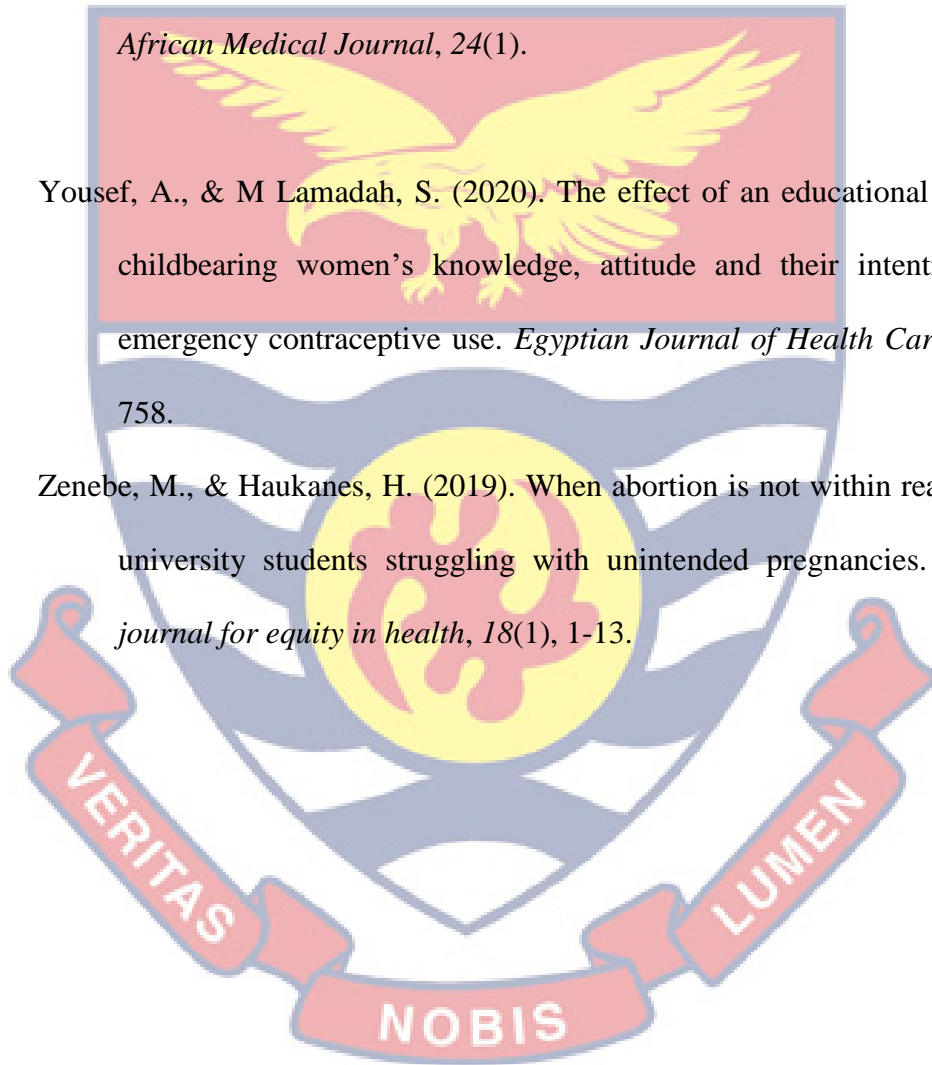 African Medical Journal, 24(1).
Yousef, A., & M Lamadah, S. (2020). The effect of an educational
childbearing women’s knowledge, attitude and their intenti
emergency contraceptive use. Egyptian Journal of Health Car
758.
Zenebe, M., & Haukanes, H. (2019). When abortion is not within rea
university students struggling with unintended pregnancies.
journal for equity in health, 18(1), 1-13.
VERITAS
NOBIS
LUMEN